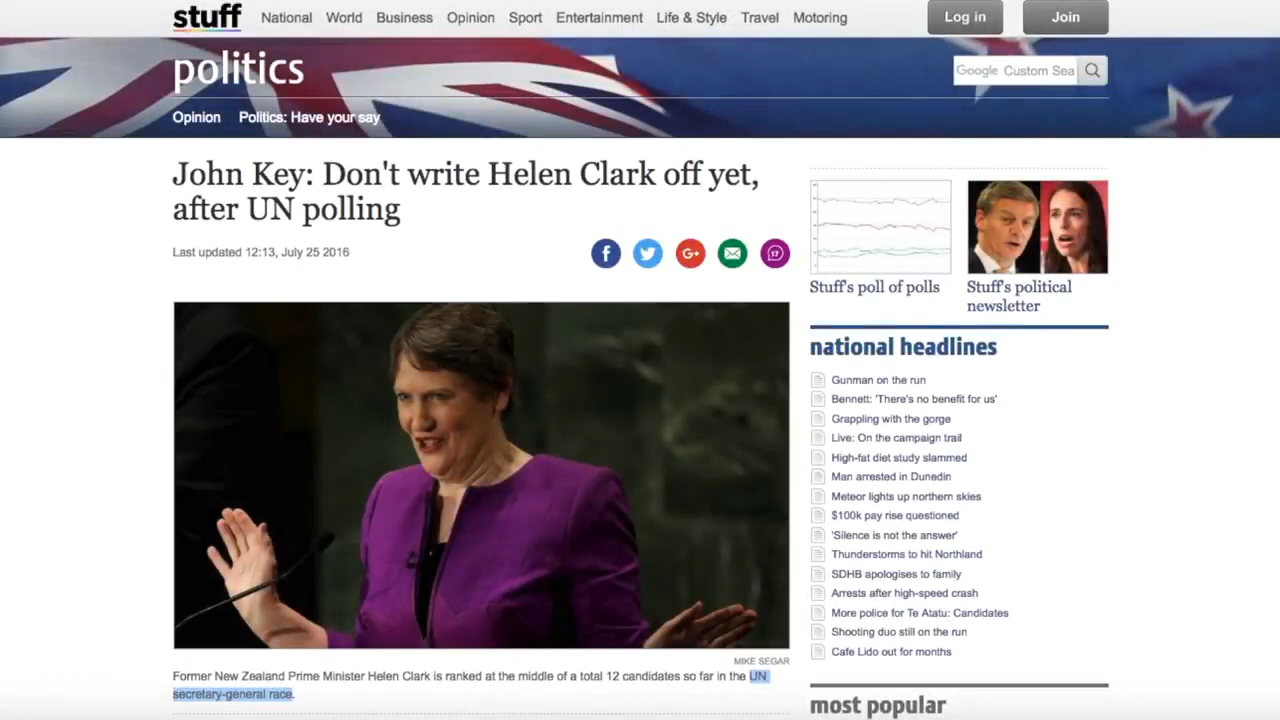 stuff
National World Business Opinion Sport Entertainment Life & Style Travel Motoring
Log in
Join
politics
Google Custom Sea
Opinion Politics: Have your say
John Key: Don't write Helen Clark off yet,
after UN polling
Last updated 12:13, July 25 2016
17
MIKE SEGAR
Former New Zealand Prime Minister Helen Clark is ranked at the middle of a total 12 candidates so far in the UN
secretary-general race.
Stuff's poll of polls
Stuff's political
newsletter
national headlines
Gunman on the run
Bennett: 'There's no benefit for us'
Grappling with the gorge
Live: On the campaign trail
High-fat diet study slammed
Man arrested in Dunedin
Meteor lights up northern skies
$100k pay rise questioned
'Silence is not the answer'
Thunderstorms to hit Northland
SDHB apologises to family
Arrests after high-speed crash
More police for Te Atatu: Candidates
Shooting duo still on the run
Cafe Lido out for months
most popular